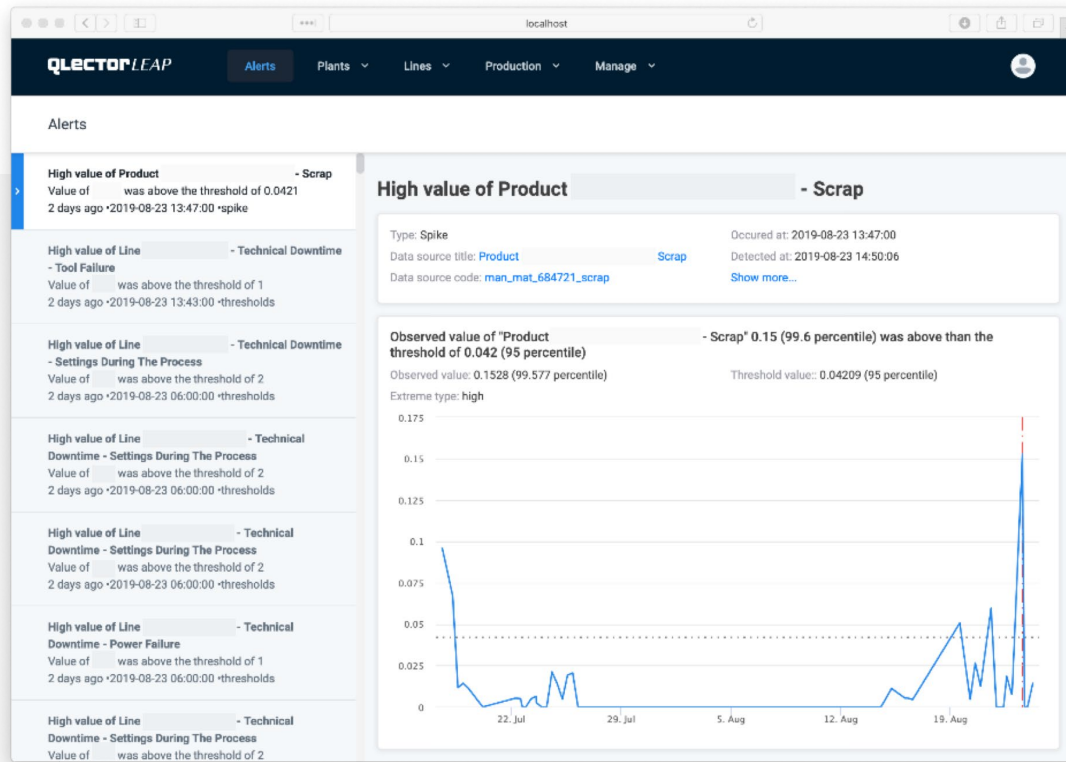 localhost
QLECTOR LEAP
Alerts
Plants
Lines
Production
Manage
Alerts
High value of Product - Scrap
Value of was above the threshold of 0.0421
2 days ago •2019-08-23 13:47:00 •spike
High value of Line - Technical Downtime
- Tool Failure
Value of was above the threshold of 1
2 days ago •2019-08-23 13:43:00 •thresholds
High value of Line - Technical Downtime
- Settings During The Process
Value of was above the threshold of 2
2 days ago •2019-08-23 06:00:00 •thresholds
High value of Line - Technical
Downtime - Settings During The Process
Value of was above the threshold of 2
2 days ago •2019-08-23 06:00:00 •thresholds
High value of Line - Technical
Downtime - Settings During The Process
Value of was above the threshold of 2
2 days ago •2019-08-23 06:00:00 •thresholds
High value of Line - Technical
Downtime - Power Failure
Value of was above the threshold of 1
2 days ago •2019-08-23 06:00:00 •thresholds
High value of Line - Technical
Downtime - Settings During The Process
Value of was above the threshold of 2
High value of Product - Scrap
Type: Spike
Occured at: 2019-08-23 13:47:00
Data source title: Product Scrap
Detected at: 2019-08-23 14:50:06
Data source code: man_mat_684721_scrap
Show more...
Observed value of "Product - Scrap" 0.15 (99.6 percentile) was above than the
threshold of 0.042 (95 percentile)
Observed value: 0.1528 (99.577 percentile)
Threshold value:: 0.04209 (95 percentile)
Extreme type: high
0.175
0.15
0.125
0.1
0.075
0.05
0.025
0
22. Jul
29. Jul
5. Aug
12. Aug
19. Aug